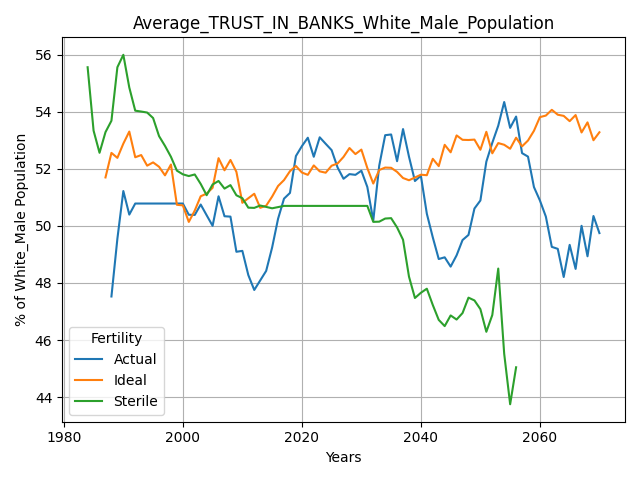 Average_TRUST_IN_BANKS_White_Male_Population
% of White_Male Population
56
54
52
50
48
46
44
Fertility
Actual
Ideal
Sterile
1980
2000
2020
2040
2060
Years